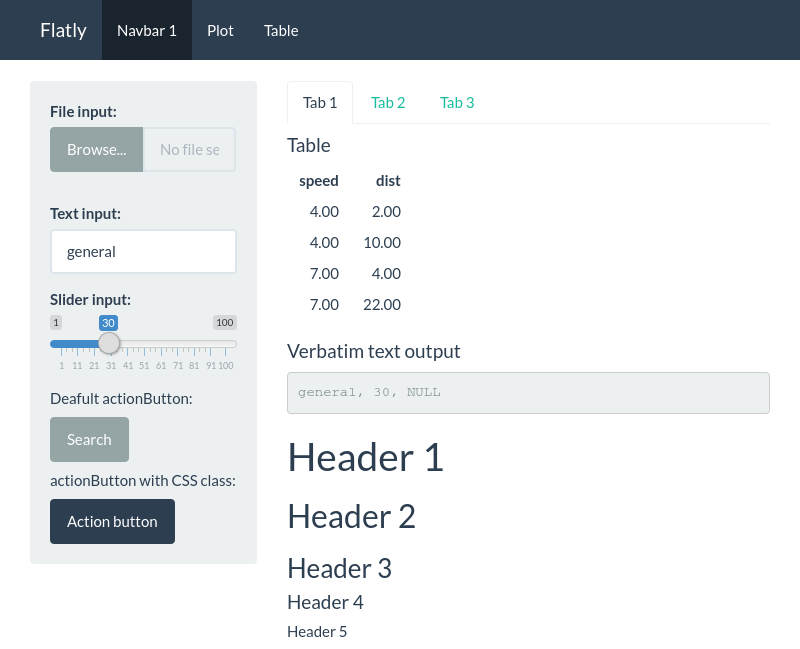 Flatly Navbar 1 Plot Table
File input:
Browse... No file se
Text input:
general
Slider input:
1 30 100
1 11 21 31 41 51 61 71 81 91 100
Deafult actionButton:
Search
actionButton with CSS class:
Action button
Tab 1 Tab 2 Tab 3
Table
speed dist
4.00 2.00
4.00 10.00
7.00 4.00
7.00 22.00
Verbatim text output
general, 30, NULL
Header 1
Header 2
Header 3
Header 4
Header 5